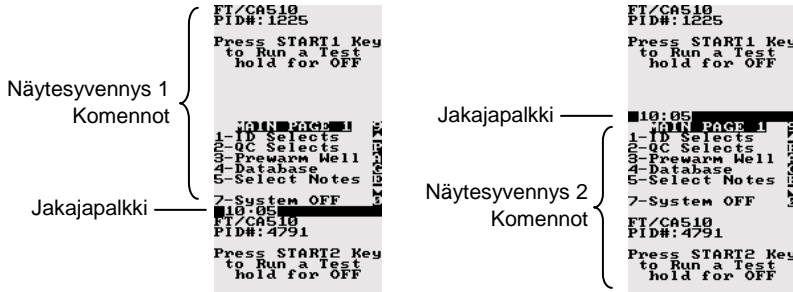 Näytesyvennys 1
Komennot
Jakajapalkki
FT/CA510
PID#:1225
Press START1 Key
to Run a Test
hold for OFF
MAIN PAGE 1
1-ID Selects
2-QC Selects
3-Prewarm Well
4-Database
5-Select Notes
7-System OFF
10:05
FT/CA510
PID#:4791
Press START2 Key
to Run a Test
hold for OFF
Jakajapalkki
Näytesyvennys 2
Komennot
FT/CA510
PID#:1225
Press START1 Key
to Run a Test
hold for OFF
10:05
MAIN PAGE 1
1-ID Selects
2-QC Selects
3-Prewarm Well
4-Database
5-Select Notes
7-System OFF
FT/CA510
PID#:4791
Press START2 Key
to Run a Test
hold for OFF